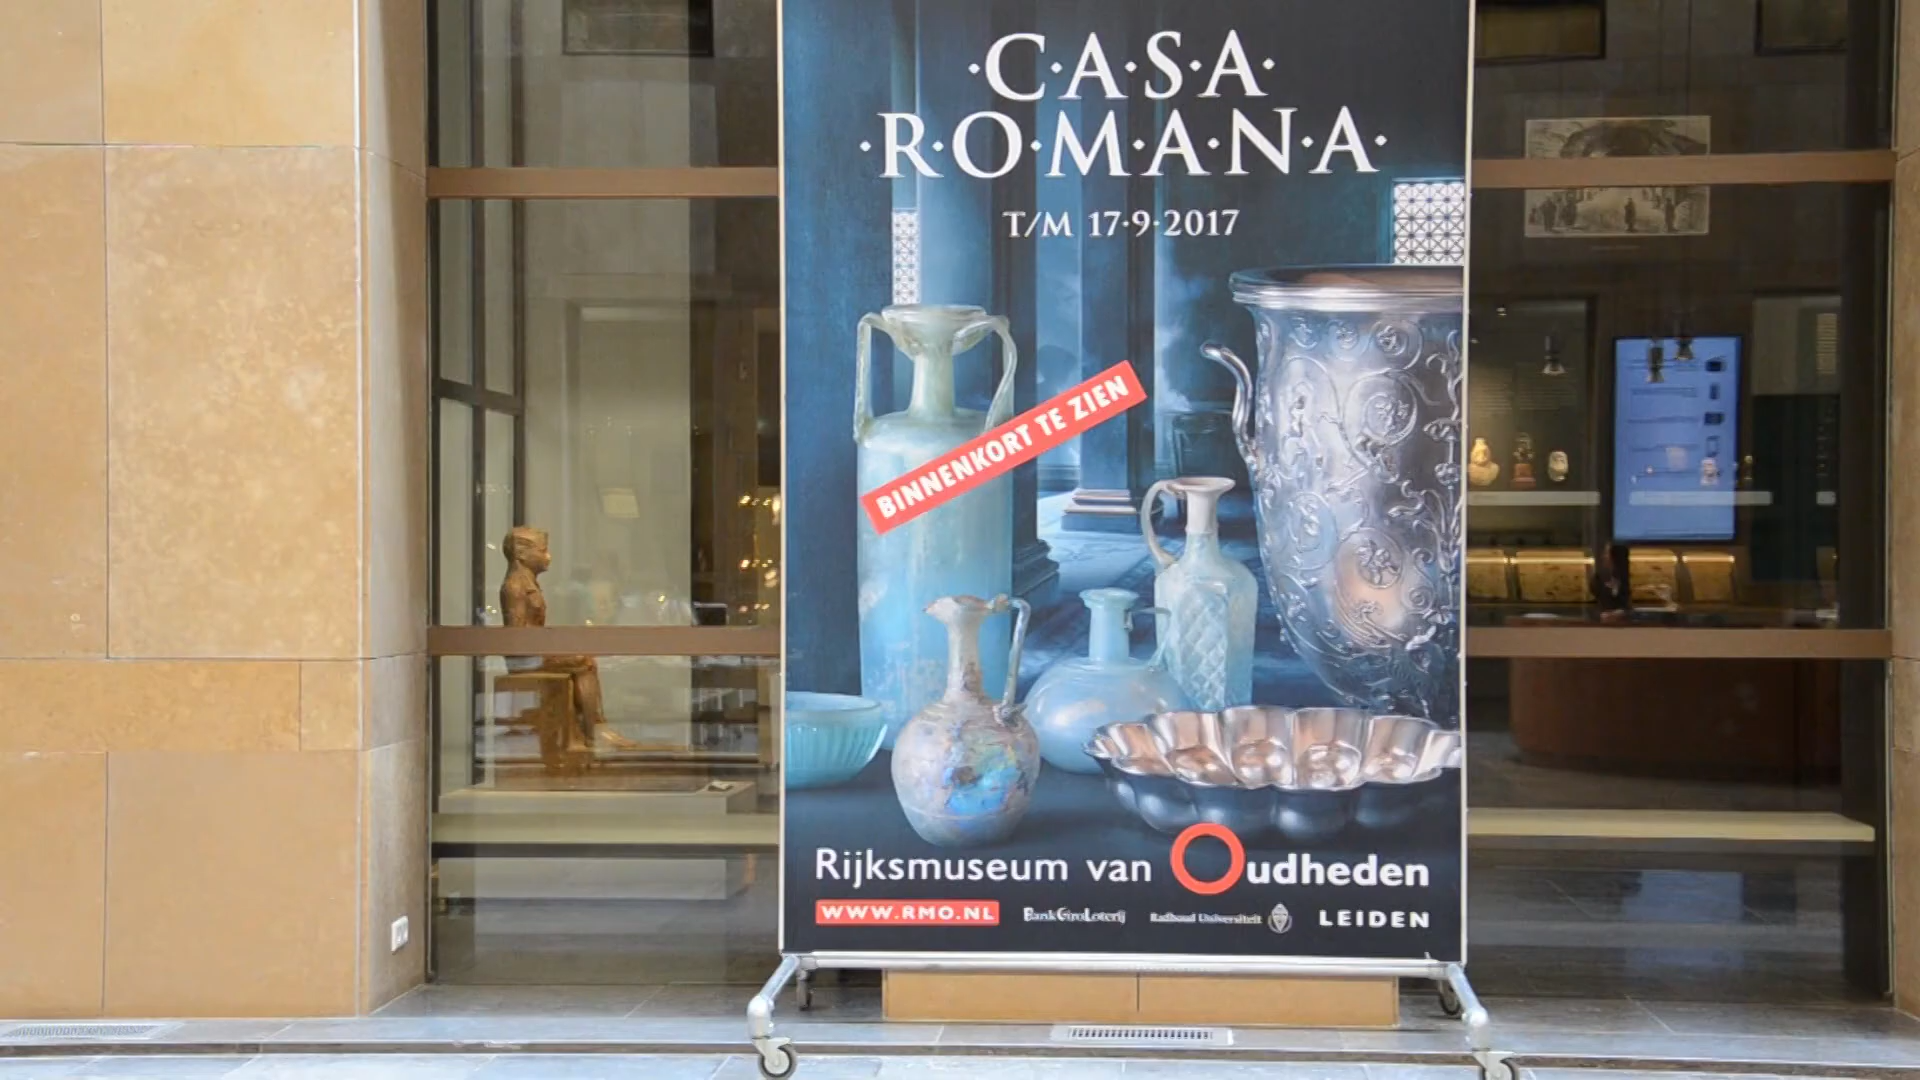 ·C·A·S·A·
·R·O·M·A·N·A·
T/M 17·9·2017
BINNENKORT TE ZIEN
Rijksmuseum van Oudheden
WWW.RMO.NL
BankGiroLoterij
Radboud Universiteit
LEIDEN